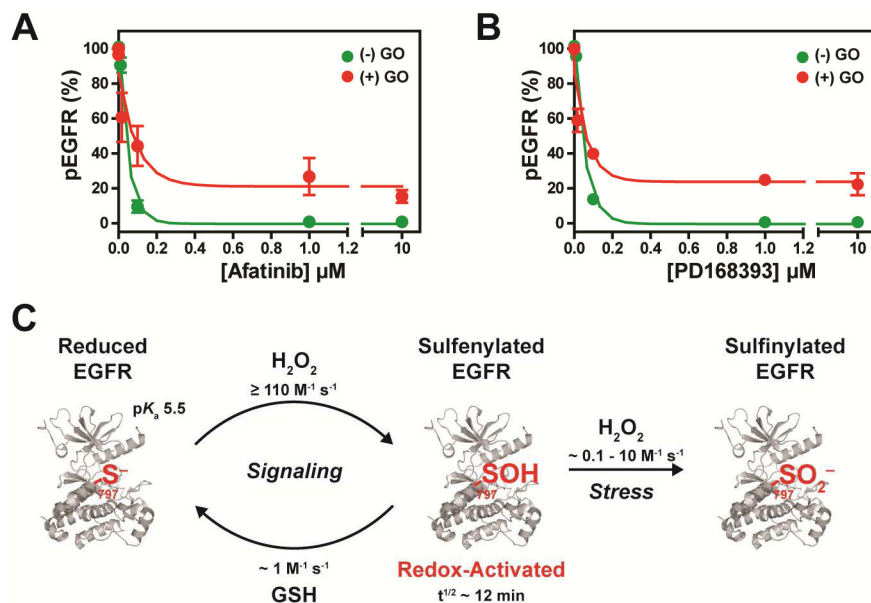 A
(-) GO
(+) GO
pEGFR (%)
100
80
60
40
20
0
0.0 0.2 0.4 0.6 0.8 1.0 1.2 10
[Afatinib] µM
B
(-) GO
(+) GO
pEGFR (%)
100
80
60
40
20
0
0.0 0.2 0.4 0.6 0.8 1.0 1.2 10
[PD168393] µM
C
Reduced
EGFR
pKa 5.5
S⁻
797
H₂O₂
≥ 110 M⁻¹ s⁻¹
Signaling
~ 1 M⁻¹ s⁻¹
GSH
Sulfenylated
EGFR
SOH
797
Redox-Activated
t¹/² ~ 12 min
H₂O₂
~ 0.1 - 10 M⁻¹ s⁻¹
Stress
Sulfinylated
EGFR
SO₂⁻
797